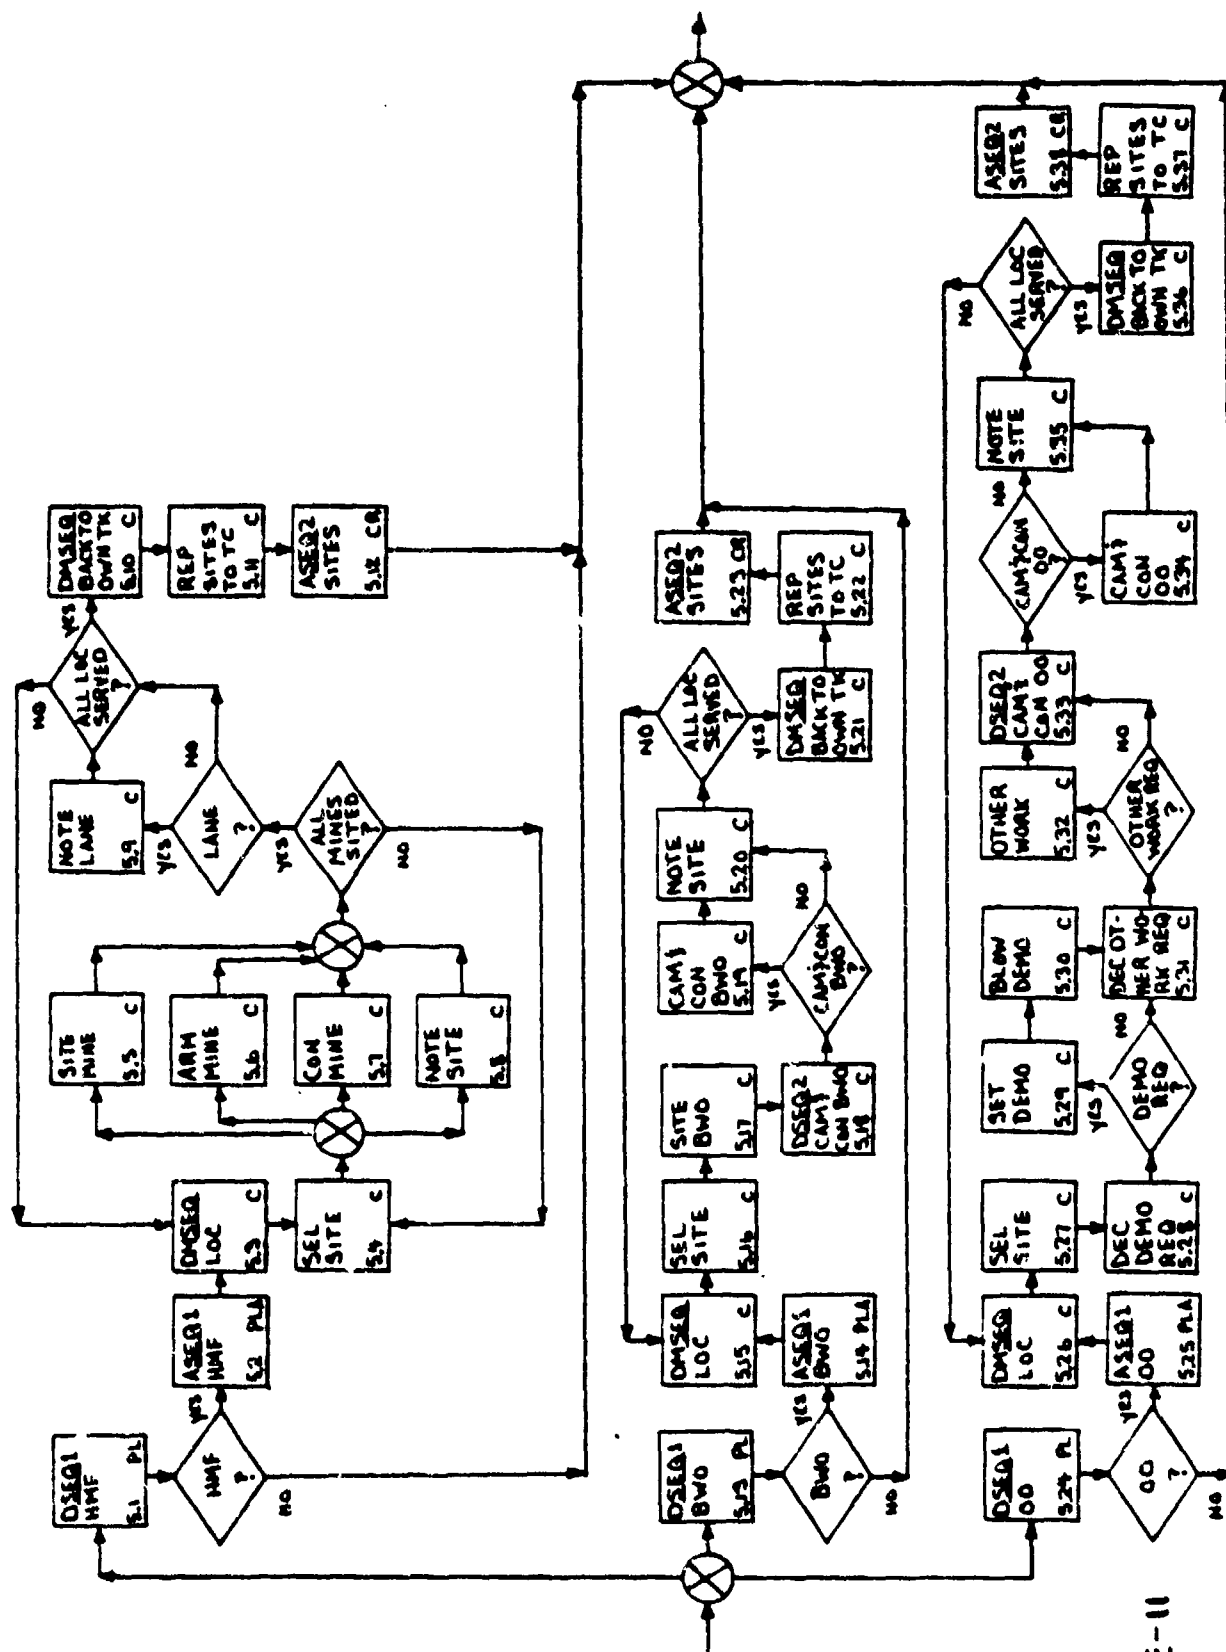 DSEQ1
HMF
5.1 PL
HMF
?
YES
NO
ASEQ1
HMF
5.2 PLA
DMSEQ
LOC
5.3 C
SEL
SITE
5.4 C
SITE
MINE
5.5 C
ARM
MINE
5.6 C
CON
MINE
5.7 C
NOTE
SITE
5.8 C
ALL
MINES
SITED
?
YES
NO
LANE
?
YES
NO
NOTE
LANE
5.9 C
ALL LOC
SERVED
?
NO
YES
DMSEQ
BACK TO
OWN TK
5.10 C
REP
SITES
TO TC
5.11 C
ASEQ2
SITES
5.12 CR
DSEQ1
BWO
5.13 PL
BWO
?
YES
NO
ASEQ1
BWO
5.14 PLA
DMSEQ
LOC
5.15 C
SEL
SITE
5.16 C
SITE
BWO
5.17 C
DSEQ2
CAM?
CON BWO
5.18 C
CAM?CON
BWO
?
YES
NO
CAM?
CON
BWO
5.19 C
NOTE
SITE
5.20 C
ALL LOC
SERVED
?
NO
YES
DMSEQ
BACK TO
OWN TK
5.21 C
REP
SITES
TO TC
5.22 C
ASEQ2
SITES
5.23 CR
DSEQ1
OO
5.24 PL
OO
?
YES
NO
ASEQ1
OO
5.25 PLA
DMSEQ
LOC
5.26 C
SEL
SITE
5.27 C
DEC
DEMO
REQ
5.28 C
DEMO
REQ
?
YES
NO
SET
DEMO
5.29 C
BLOW
DEMO
5.30 C
DEC OT-
HER WO-
RK REQ
5.31 C
OTHER
WORK REQ
?
YES
NO
OTHER
WORK
5.32 C
DSEQ2
CAM?
CON OO
5.33 C
CAM?CON
OO
?
YES
NO
CAM?
CON
OO
5.34 C
NOTE
SITE
5.35 C
ALL LOC
SERVED
?
NO
YES
DMSEQ
BACK TO
OWN TK
5.36 C
REP
SITES
TO TC
5.37 C
ASEQ2
SITES
5.38 CR
E-11